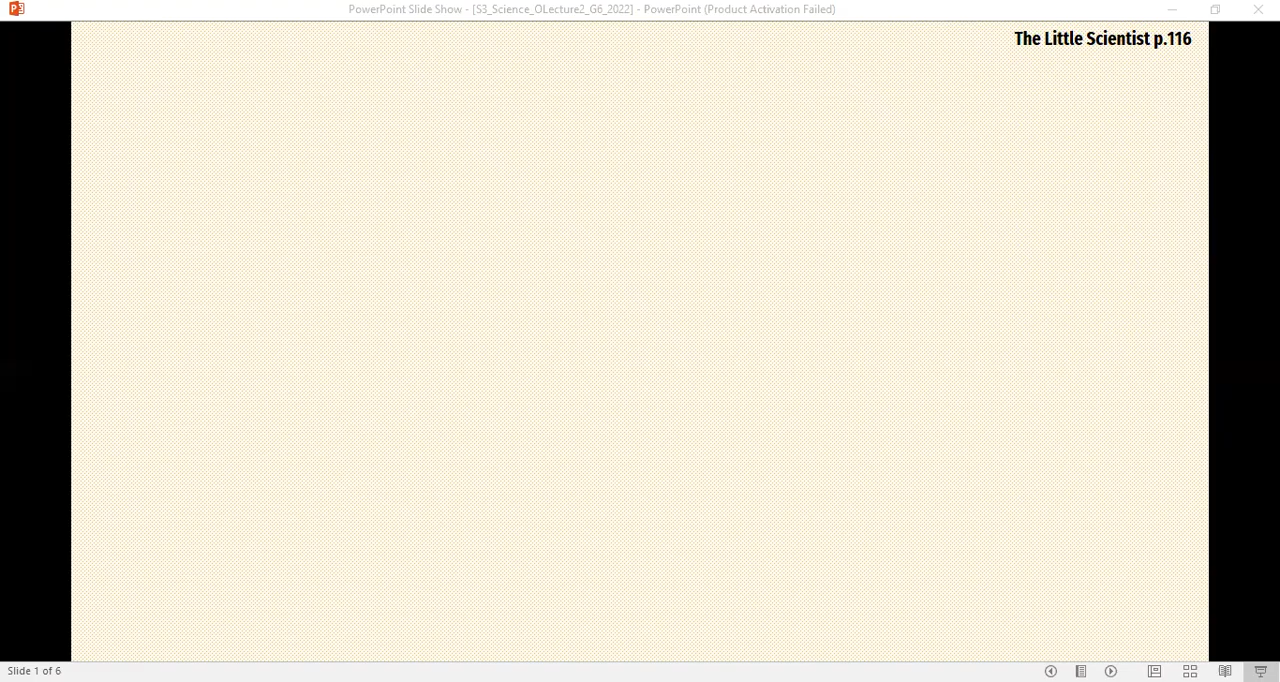 PowerPoint Slide Show - [S3_Science_OLecture2_G6_2022] - PowerPoint (Product Activation Failed)
The Little Scientist p.116
Slide 1 of 6